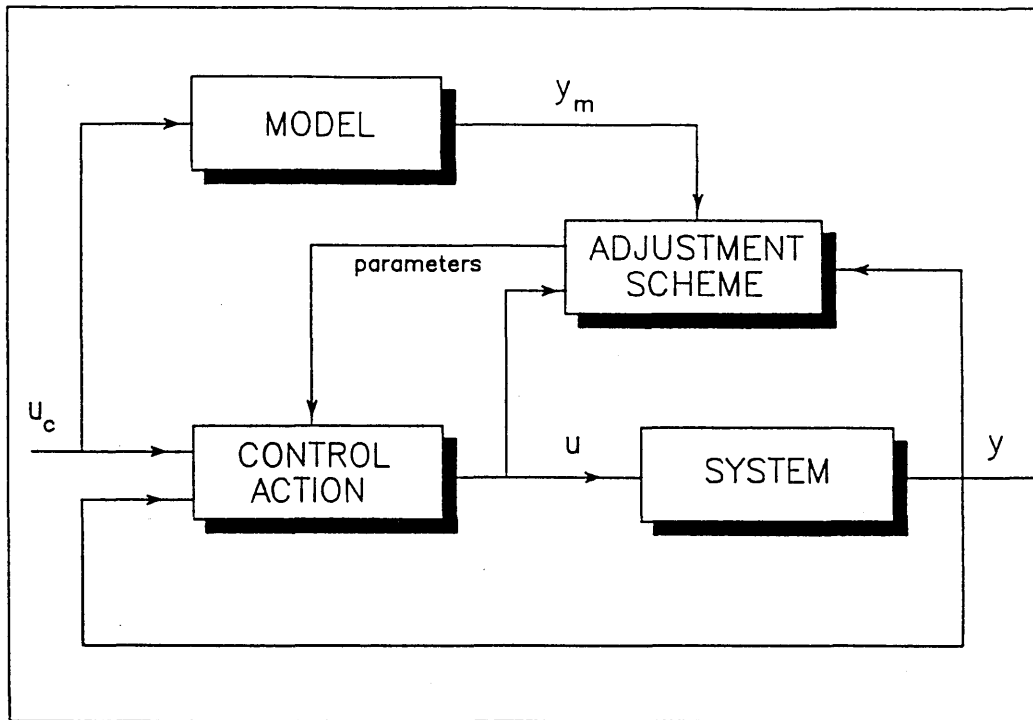 MODEL
y_m
ADJUSTMENT
SCHEME
parameters
u_c
CONTROL
ACTION
u
SYSTEM
y